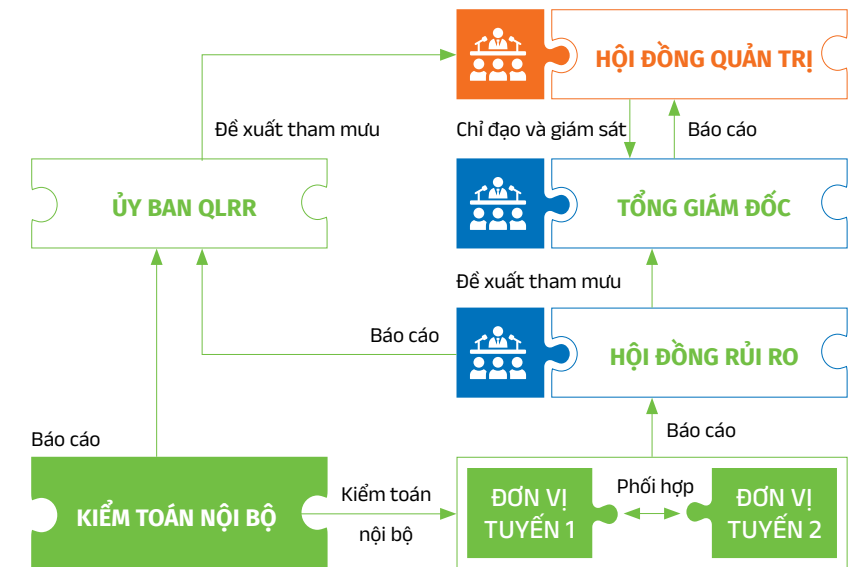 HỘI ĐỒNG QUẢN TRỊ
Đề xuất tham mưu
Chỉ đạo và giám sát
Báo cáo
ỦY BAN QLRR
TỔNG GIÁM ĐỐC
Đề xuất tham mưu
Báo cáo
HỘI ĐỒNG RỦI RO
Báo cáo
Báo cáo
KIỂM TOÁN NỘI BỘ
Kiểm toán
nội bộ
ĐƠN VỊ
TUYẾN 1
Phối hợp
ĐƠN VỊ
TUYẾN 2